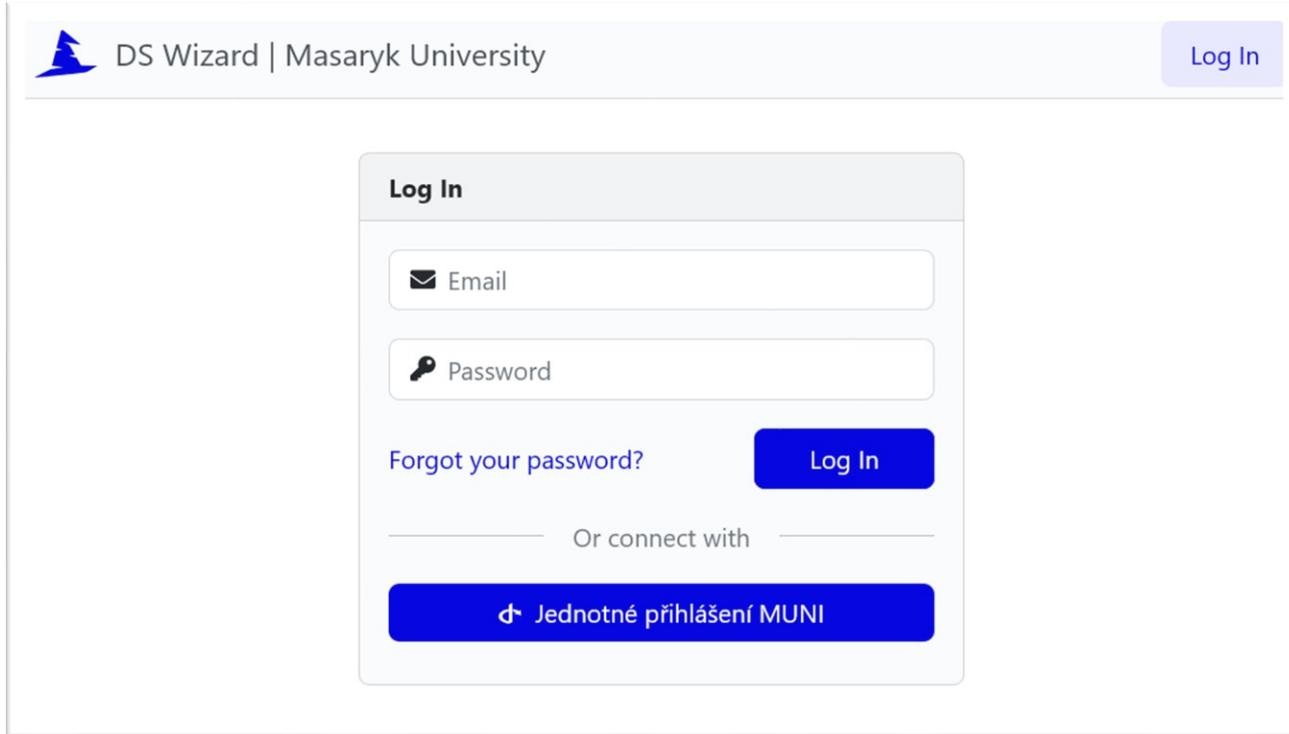 DS Wizard | Masaryk University
Log In
Log In
Email
Password
Forgot your password?
Log In
Or connect with
Jednotné přihlášení MUNI